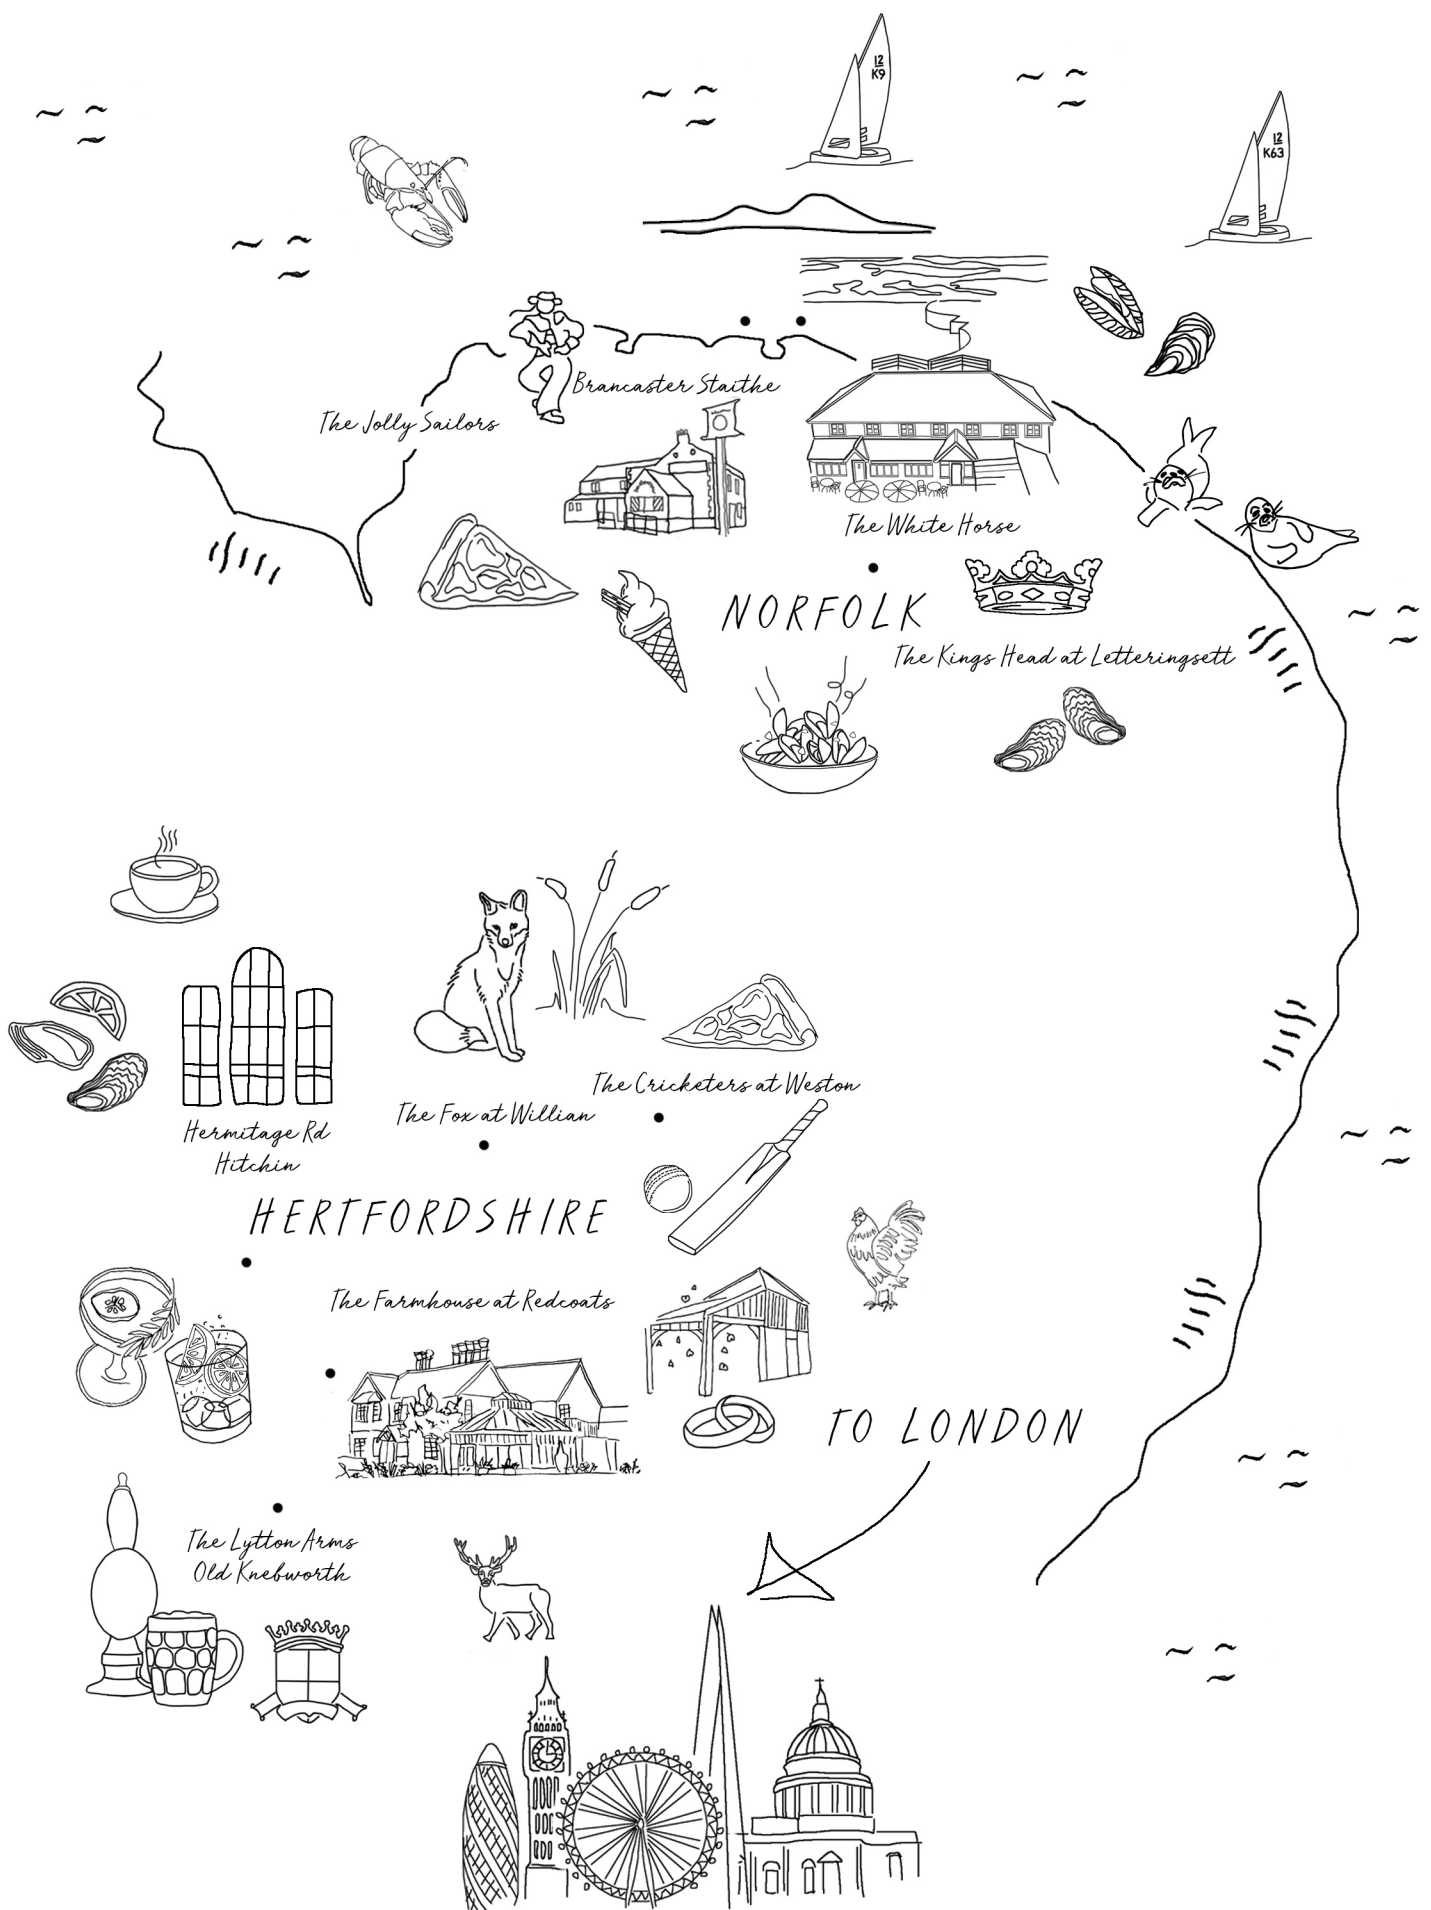 12
K9
12
K63
Brancaster Staithe
The Jolly Sailors
The White Horse
NORFOLK
The Kings Head at Letteringsett
The Cricketers at Weston
The Fox at Willian
Hermitage Rd
Hitchin
HERTFORDSHIRE
The Farmhouse at Redcoats
TO LONDON
The Lytton Arms
Old Knebworth